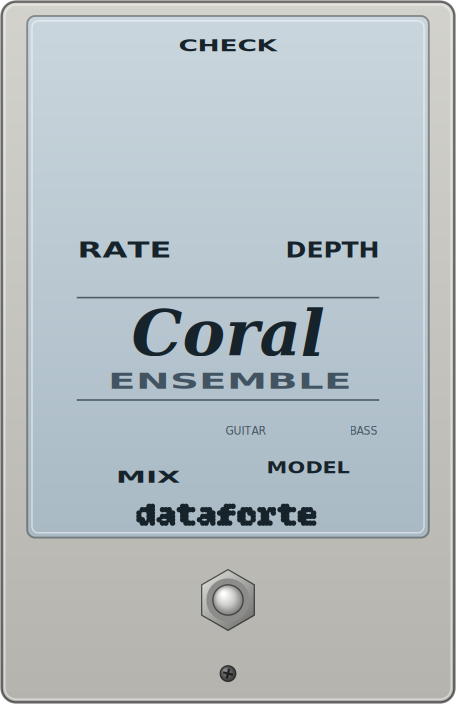 CHECK
RATE DEPTH
Coral
ENSEMBLE
GUITAR BASS
MODEL
MIX
dataforte